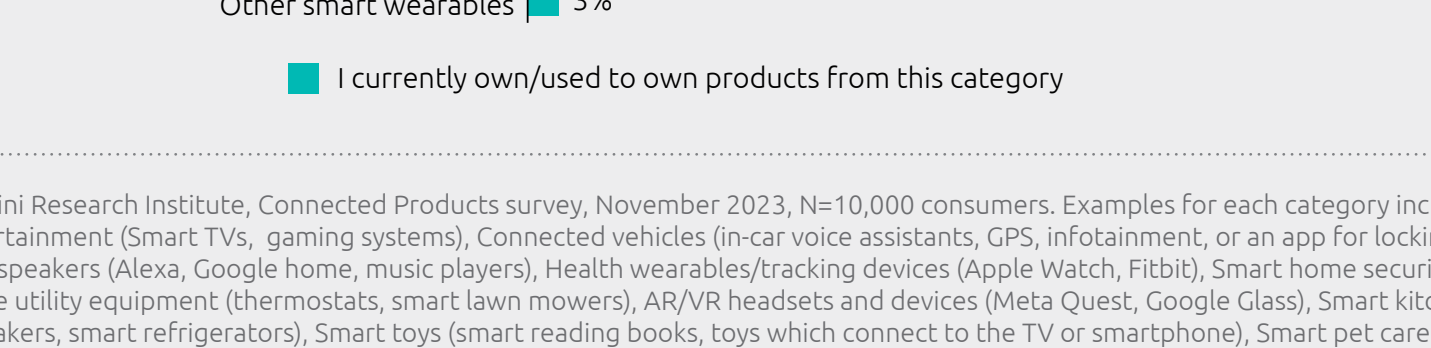 Other smart wearables 3%
I currently own/used to own products from this category
ini Research Institute, Connected Products survey, November 2023, N=10,000 consumers. Examples for each category inc
rtainment (Smart TVs, gaming systems), Connected vehicles (in-car voice assistants, GPS, infotainment, or an app for locki
speakers (Alexa, Google home, music players), Health wearables/tracking devices (Apple Watch, Fitbit), Smart home securi
e utility equipment (thermostats, smart lawn mowers), AR/VR headsets and devices (Meta Quest, Google Glass), Smart kitc
akers, smart refrigerators), Smart toys (smart reading books, toys which connect to the TV or smartphone), Smart pet care